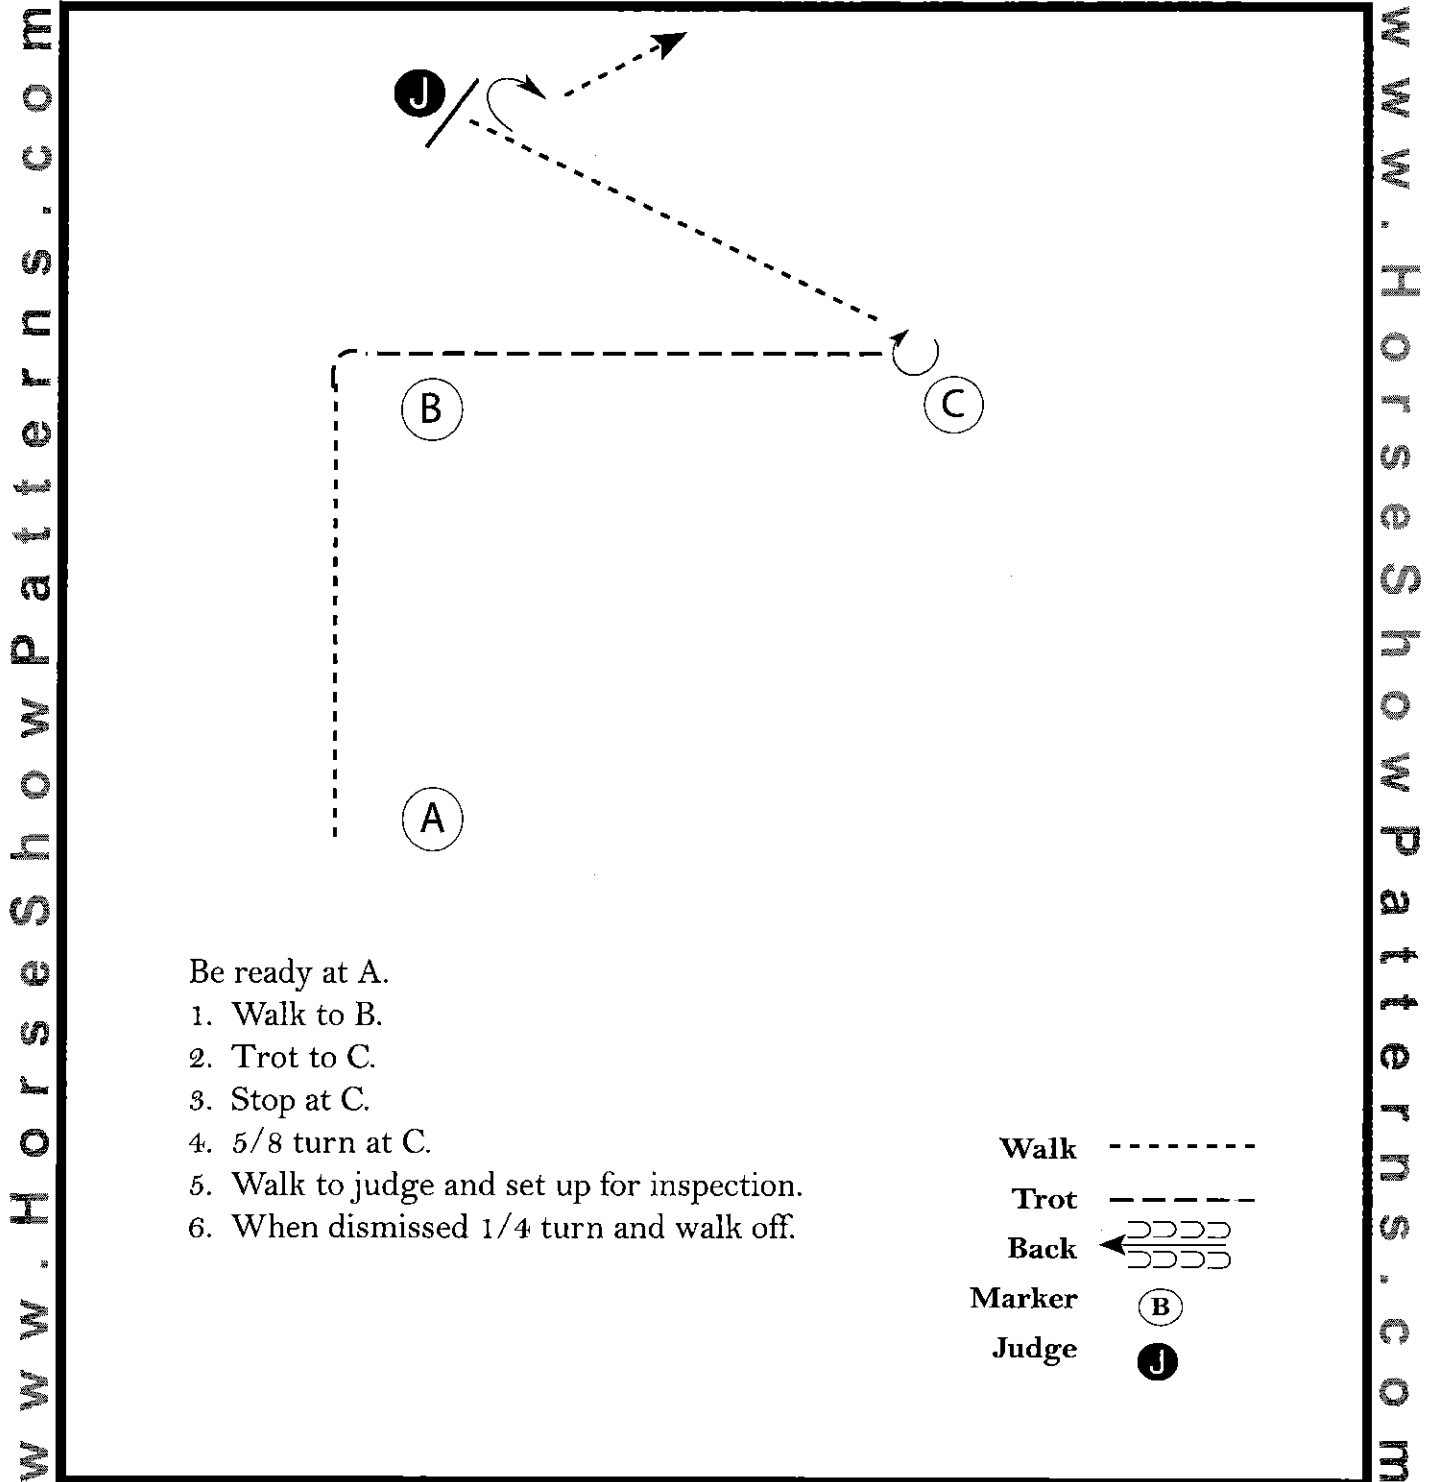 www.HorseShowPatterns.com
www.HorseShowPatterns.com
J
B
C
A
Be ready at A.
1. Walk to B.
2. Trot to C.
3. Stop at C.
4. 5/8 turn at C.
5. Walk to judge and set up for inspection.
6. When dismissed 1/4 turn and walk off.
Walk
Trot
Back
Marker B
Judge J